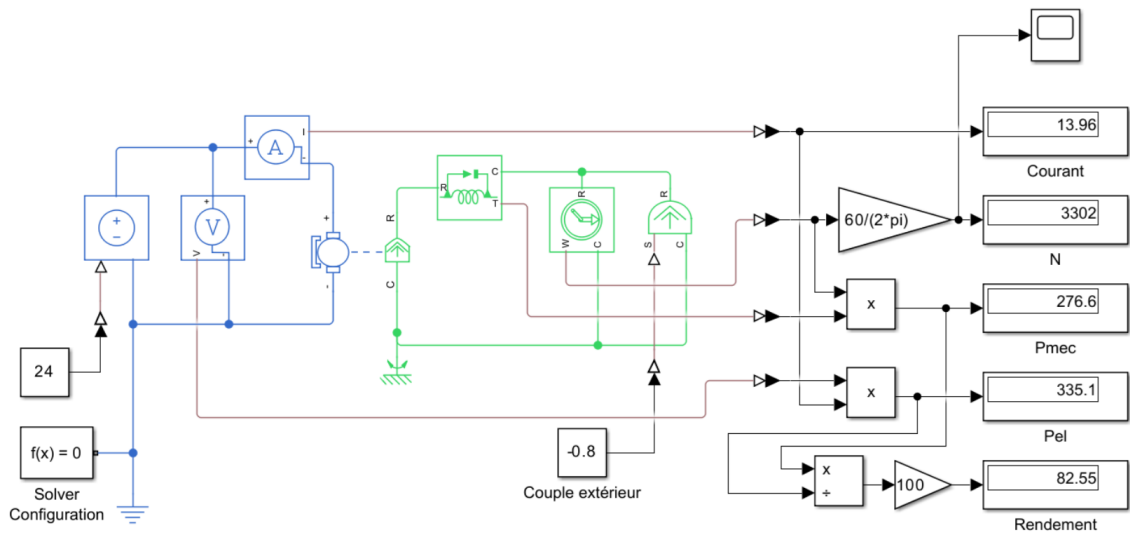 13.96
Courant
A
I
+
-
60/(2*pi)
3302
N
R
C
T
R
W
C
R
S
C
+
-
V
+
-
V
+
-
R
C
x
276.6
Pmec
24
x
335.1
Pel
f(x) = 0
Solver
Configuration
-0.8
Couple extérieur
x
÷
100
82.55
Rendement